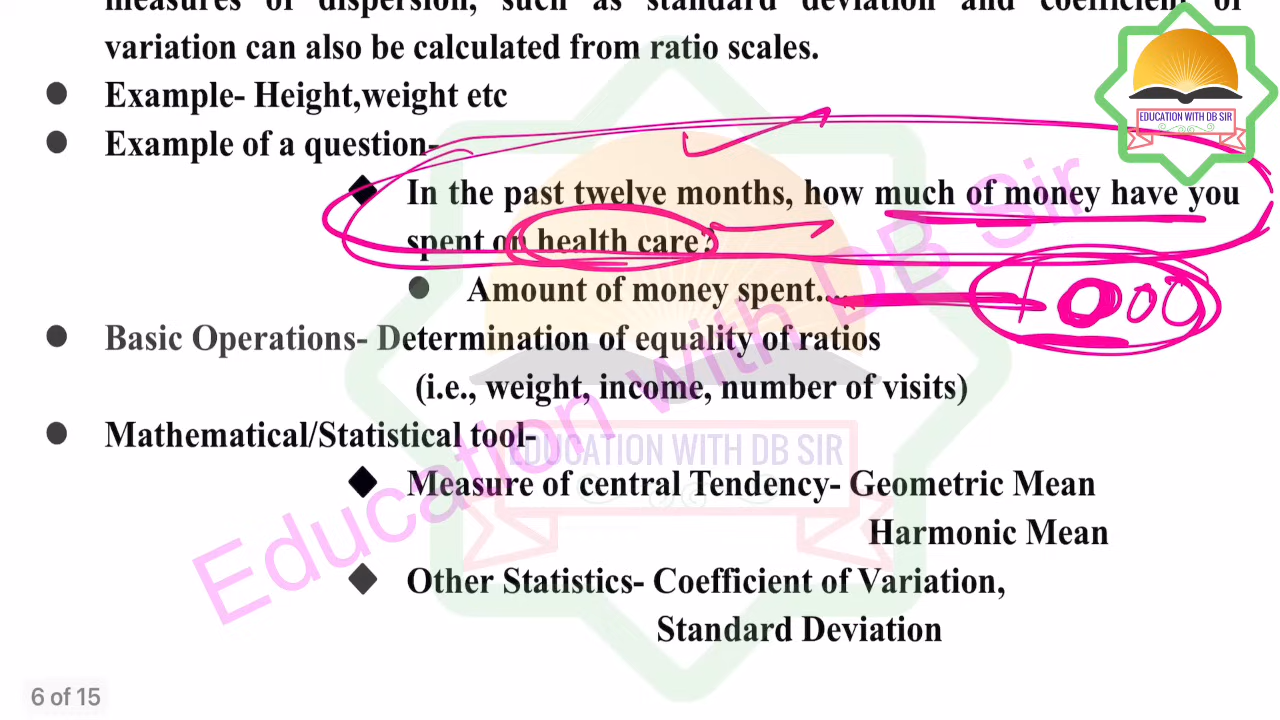 measures of dispersion, such as standard deviation and coefficient of
variation can also be calculated from ratio scales.
Example- Height,weight etc
Example of a question-
In the past twelve months, how much of money have you
spent on health care?
Amount of money spent....
1000
Basic Operations- Determination of equality of ratios
(i.e., weight, income, number of visits)
Mathematical/Statistical tool-
Measure of central Tendency- Geometric Mean
Harmonic Mean
Other Statistics- Coefficient of Variation,
Standard Deviation
6 of 15
EDUCATION WITH DB SIR
EDUCATION WITH DB SIR
Education with DB Sir